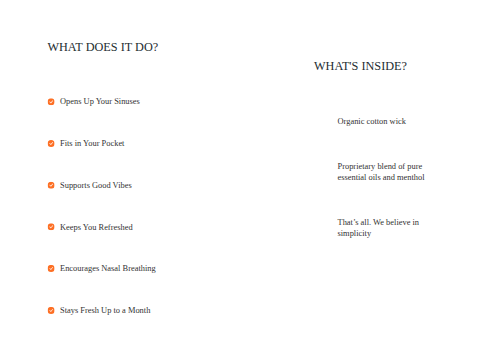 WHAT DOES IT DO?
Opens Up Your Sinuses
Fits in Your Pocket
Supports Good Vibes
Keeps You Refreshed
Encourages Nasal Breathing
Stays Fresh Up to a Month
WHAT'S INSIDE?
Organic cotton wick
Proprietary blend of pure
essential oils and menthol
That’s all. We believe in
simplicity